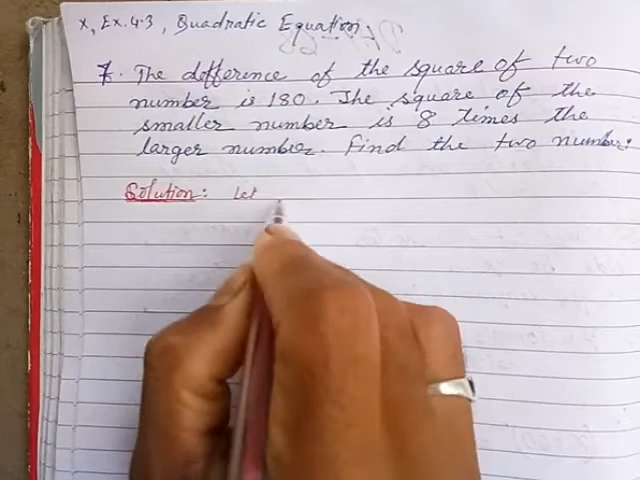 X, Ex. 4.3, Quadratic Equation
7. The difference of the square of two
number is 180. The square of the
smaller number is 8 times the
larger number. Find the two number.
Solution: Let